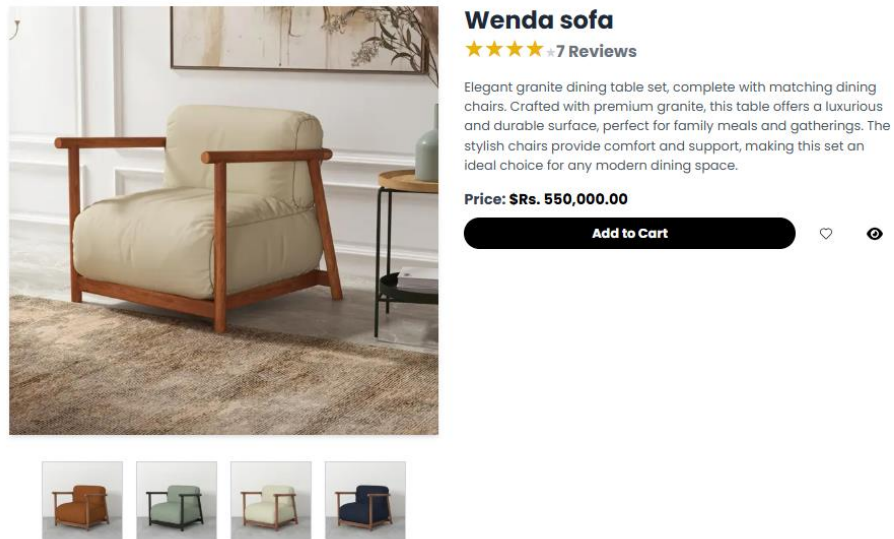 Wenda sofa
7 Reviews
Elegant granite dining table set, complete with matching dining
chairs. Crafted with premium granite, this table offers a luxurious
and durable surface, perfect for family meals and gatherings. The
stylish chairs provide comfort and support, making this set an
ideal choice for any modern dining space.
Price: $Rs. 550,000.00
Add to Cart